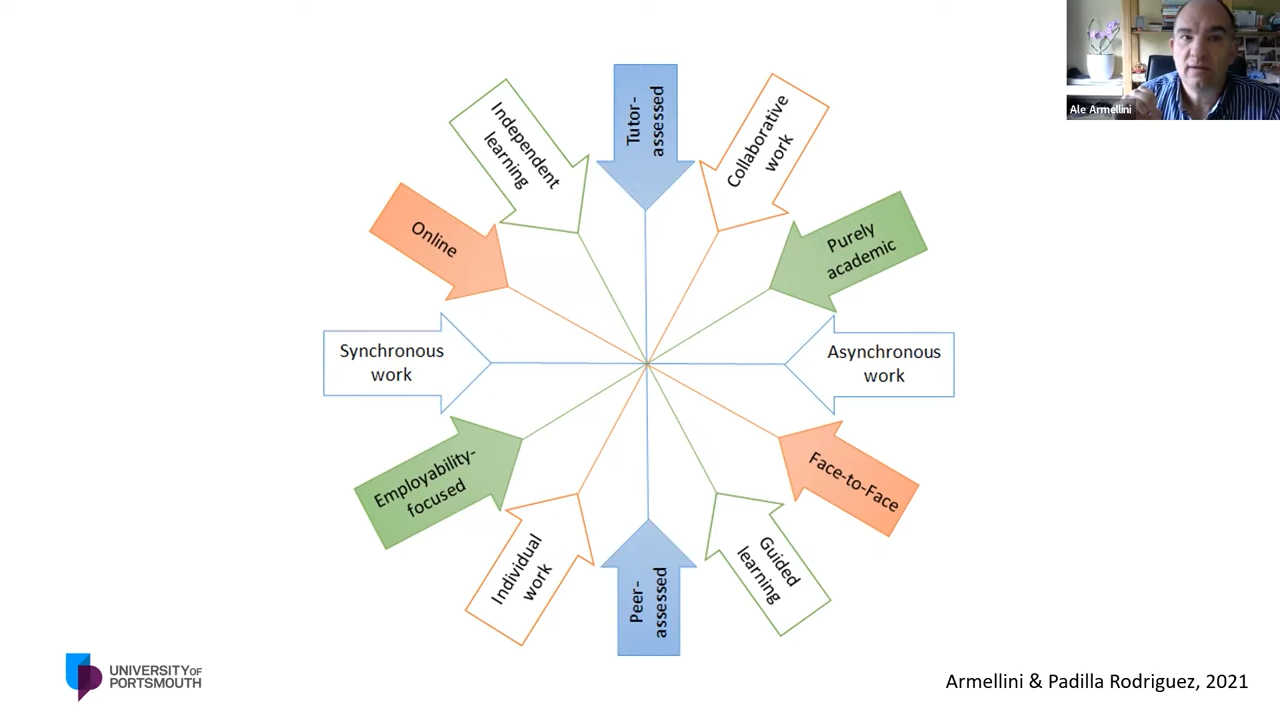 Ale Armellini
Tutor-
assessed
Collaborative
work
Purely
academic
Asynchronous
work
Face-to-Face
Guided
learning
Peer-
assessed
Individual
work
Employability-
focused
Synchronous
work
Online
Independent
learning
UNIVERSITY OF
PORTSMOUTH
Armellini & Padilla Rodriguez, 2021